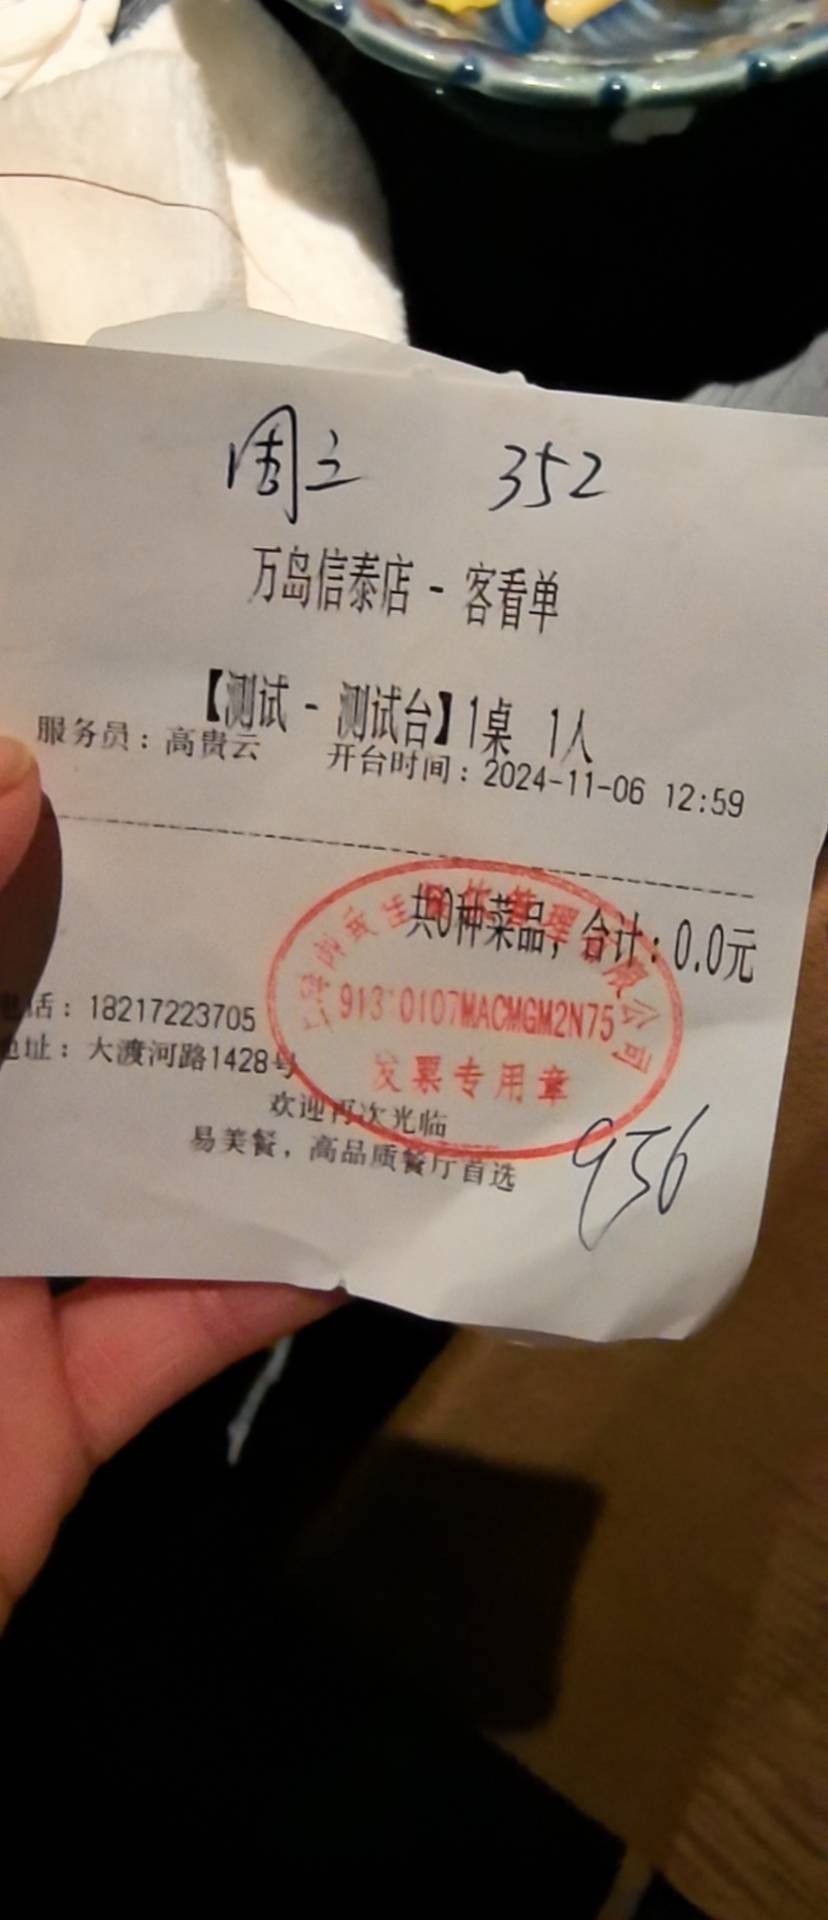 周立 352
万岛信泰店 - 客看单
【测试 - 测试台】1桌 1人
服务员：高贵云 开台时间：2024-11-06 12:59
共0种菜品，合计：0.0元
电话：18217223705
地址：大渡河路1428号
发票专用章
欢迎再次光临
易美餐，高品质餐厅首选
936